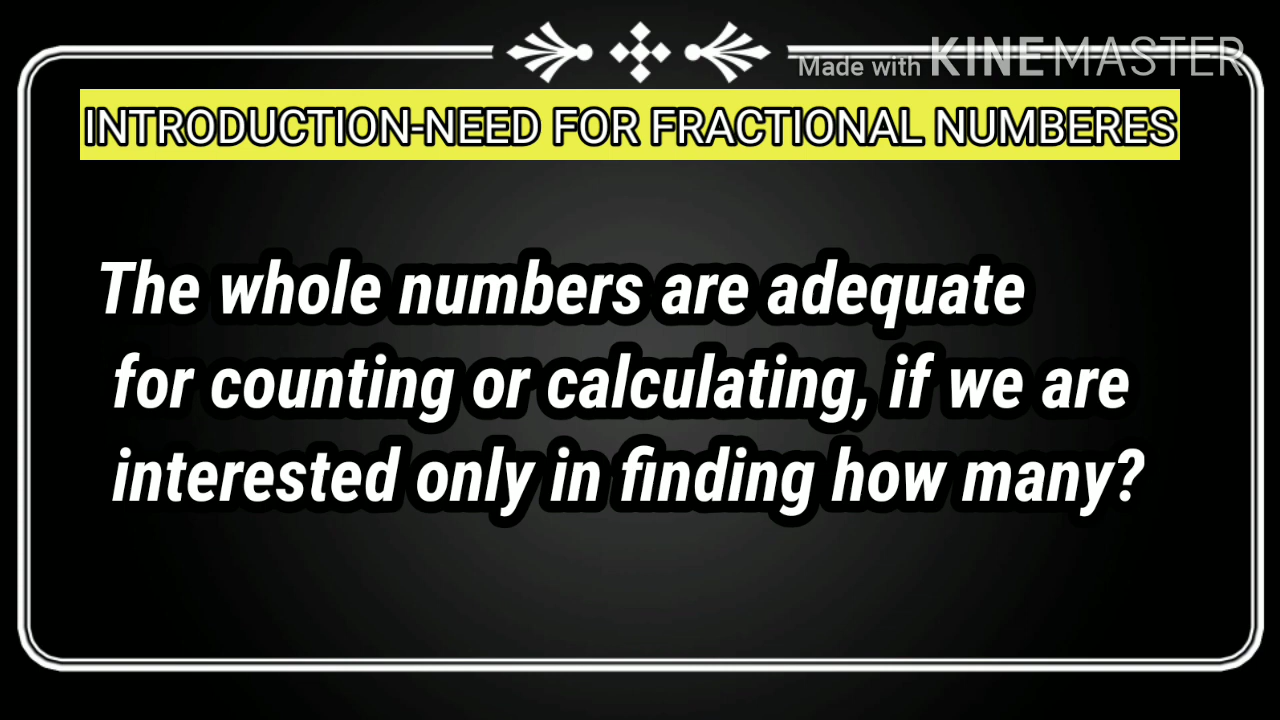 Made with KINEMASTER
INTRODUCTION-NEED FOR FRACTIONAL NUMBERES
The whole numbers are adequate
for counting or calculating, if we are
interested only in finding how many?